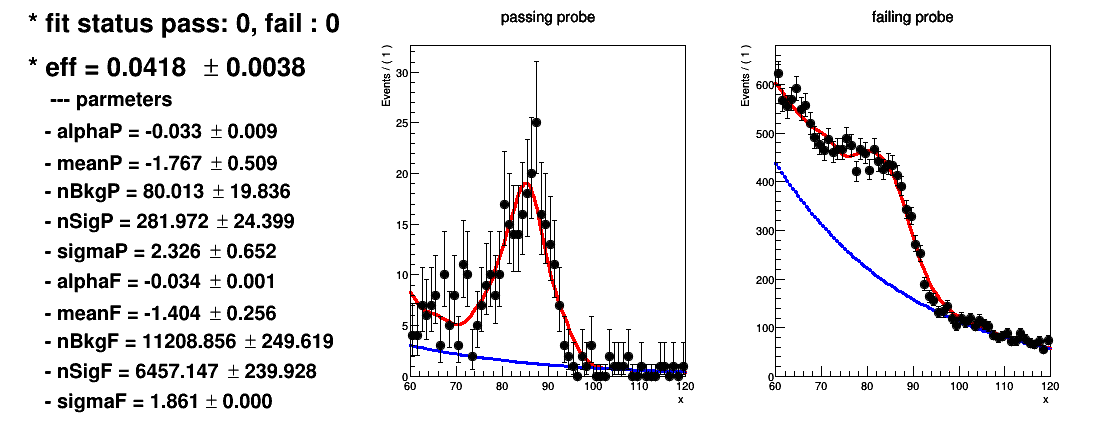 * fit status pass: 0, fail : 0
* eff = 0.0418 ± 0.0038
--- parmeters
- alphaP = -0.033 ± 0.009
- meanP = -1.767 ± 0.509
- nBkgP = 80.013 ± 19.836
- nSigP = 281.972 ± 24.399
- sigmaP = 2.326 ± 0.652
- alphaF = -0.034 ± 0.001
- meanF = -1.404 ± 0.256
- nBkgF = 11208.856 ± 249.619
- nSigF = 6457.147 ± 239.928
- sigmaF = 1.861 ± 0.000
passing probe
Events / ( 1 )
30
25
20
15
10
5
0
60 70 80 90 100 110 120
x
failing probe
Events / ( 1 )
600
500
400
300
200
100
0
60 70 80 90 100 110 120
x